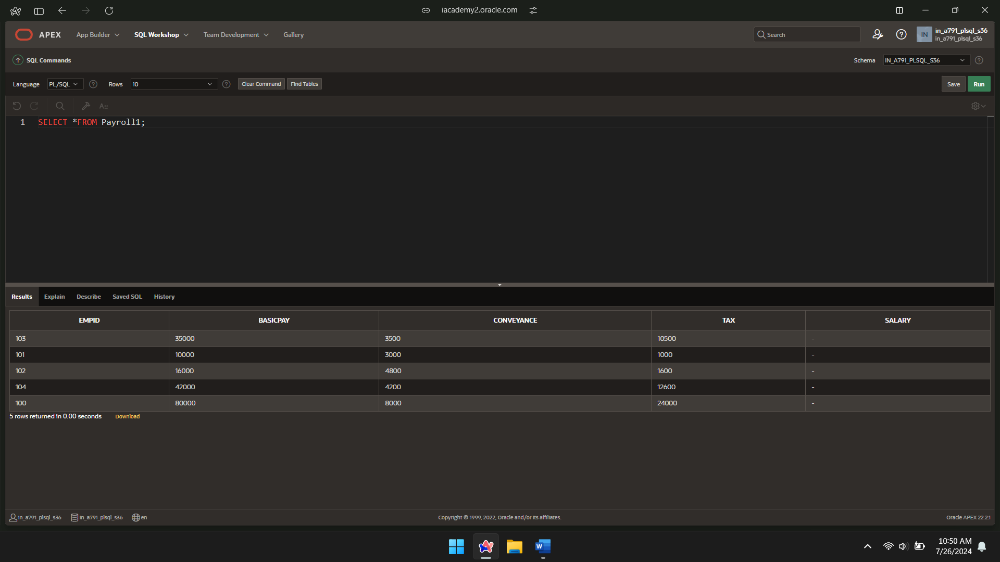 iacademy2.oracle.com
APEX App Builder SQL Workshop Team Development Gallery Search IN in_a791_plsql_s36
in_a791_plsql_s36
SQL Commands Schema IN_A791_PLSQL_S36
Language PL/SQL Rows 10 Clear Command Find Tables Save Run
A::
1 SELECT *FROM Payroll1;
Results Explain Describe Saved SQL History
EMPID BASICPAY CONVEYANCE TAX SALARY
103 35000 3500 10500 -
101 10000 3000 1000 -
102 16000 4800 1600 -
104 42000 4200 12600 -
100 80000 8000 24000 -
5 rows returned in 0.00 seconds Download
in_a791_plsql_s36 in_a791_plsql_s36 en Copyright © 1999, 2022, Oracle and/or its affiliates. Oracle APEX 22.2.1
W 10:50 AM
7/26/2024